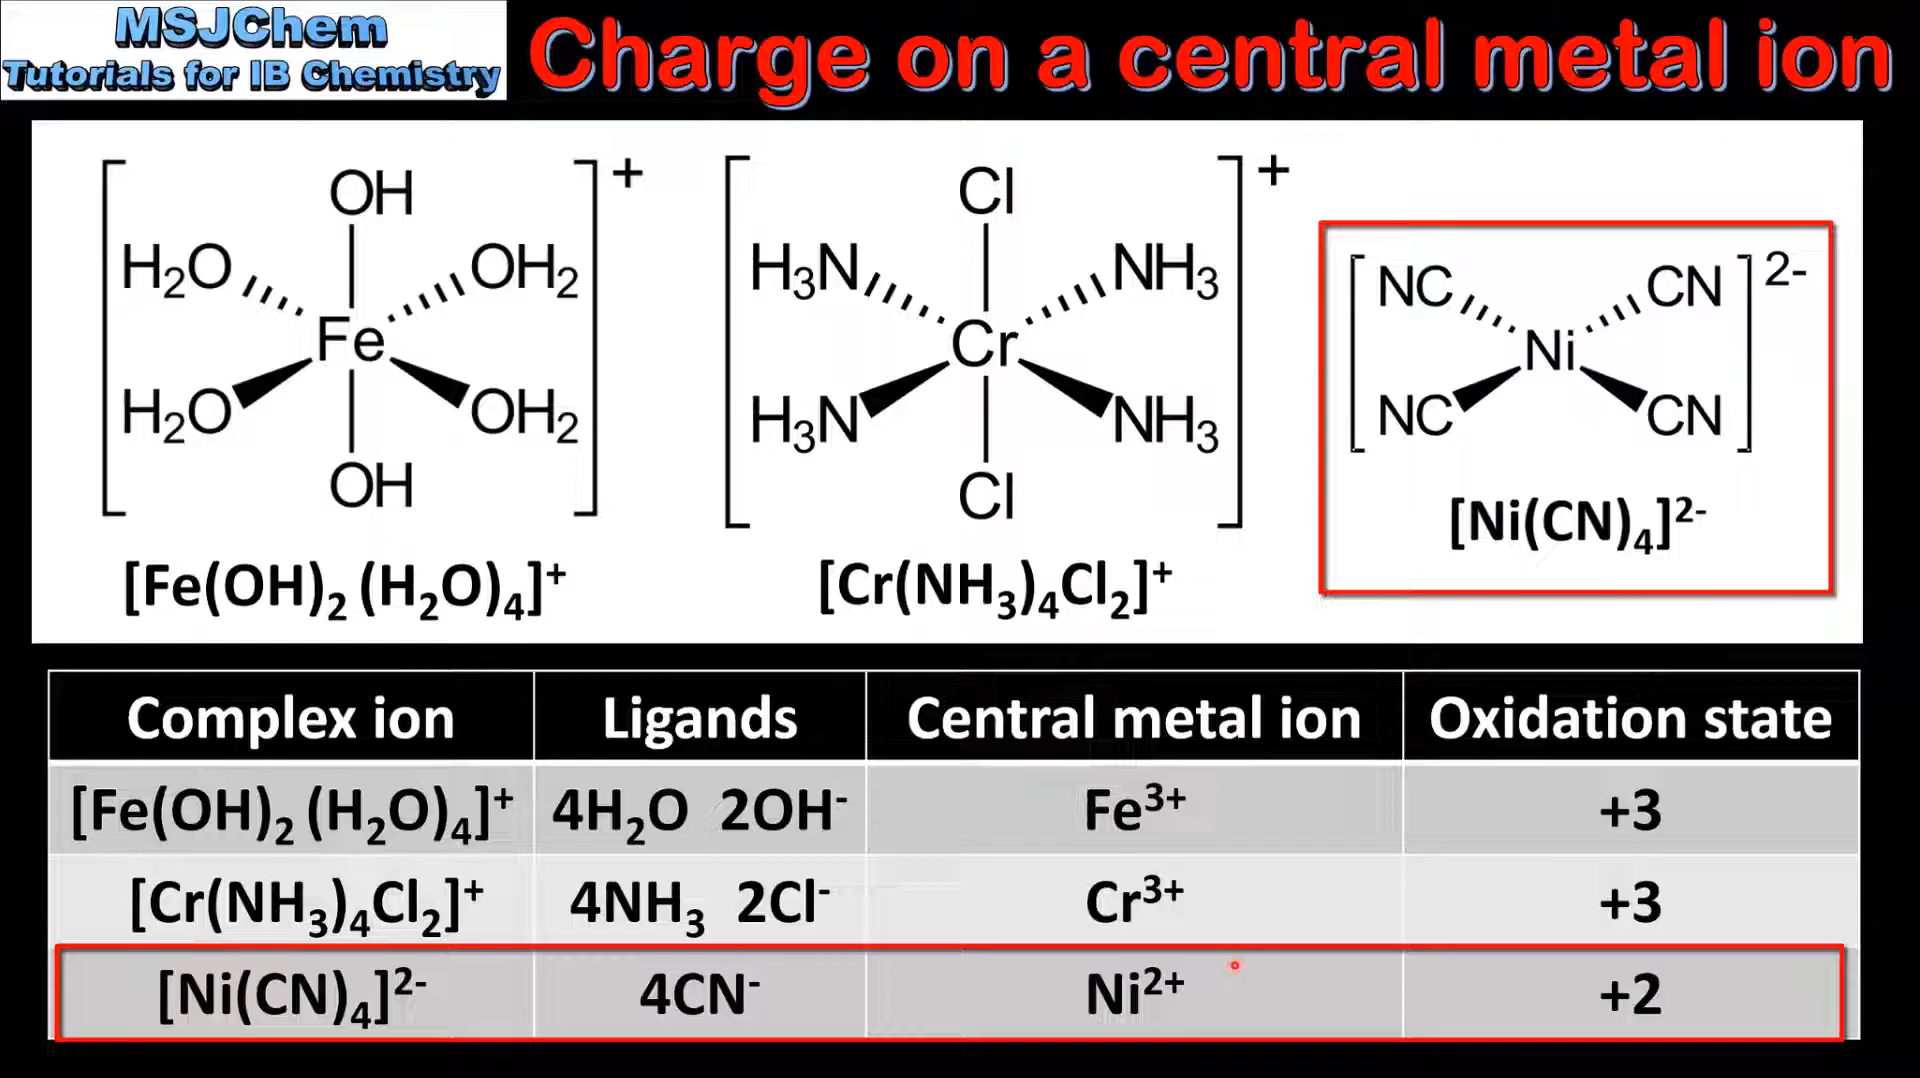 MSJChem
Tutorials for IB Chemistry
Charge on a central metal ion
[ OH ]+
H₂O OH₂
Fe
H₂O OH₂
OH
[Fe(OH)₂ (H₂O)₄]⁺
[ Cl ]+
H₃N NH₃
Cr
H₃N NH₃
Cl
[Cr(NH₃)₄Cl₂]⁺
[ NC CN ]2-
Ni
NC CN
[Ni(CN)₄]²⁻
Complex ion Ligands Central metal ion Oxidation state
[Fe(OH)₂ (H₂O)₄]⁺ 4H₂O 2OH⁻ Fe³⁺ +3
[Cr(NH₃)₄Cl₂]⁺ 4NH₃ 2Cl⁻ Cr³⁺ +3
[Ni(CN)₄]²⁻ 4CN⁻ Ni²⁺ +2